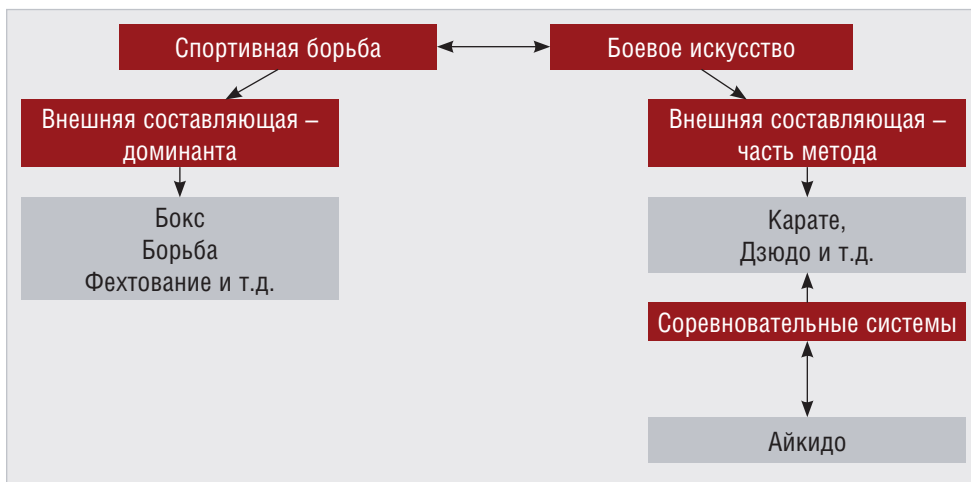 Спортивная борьба
Боевое искусство
Внешняя составляющая –
доминанта
Внешняя составляющая –
часть метода
Бокс
Борьба
Фехтование и т.д.
Карате,
Дзюдо и т.д.
Соревновательные системы
Айкидо